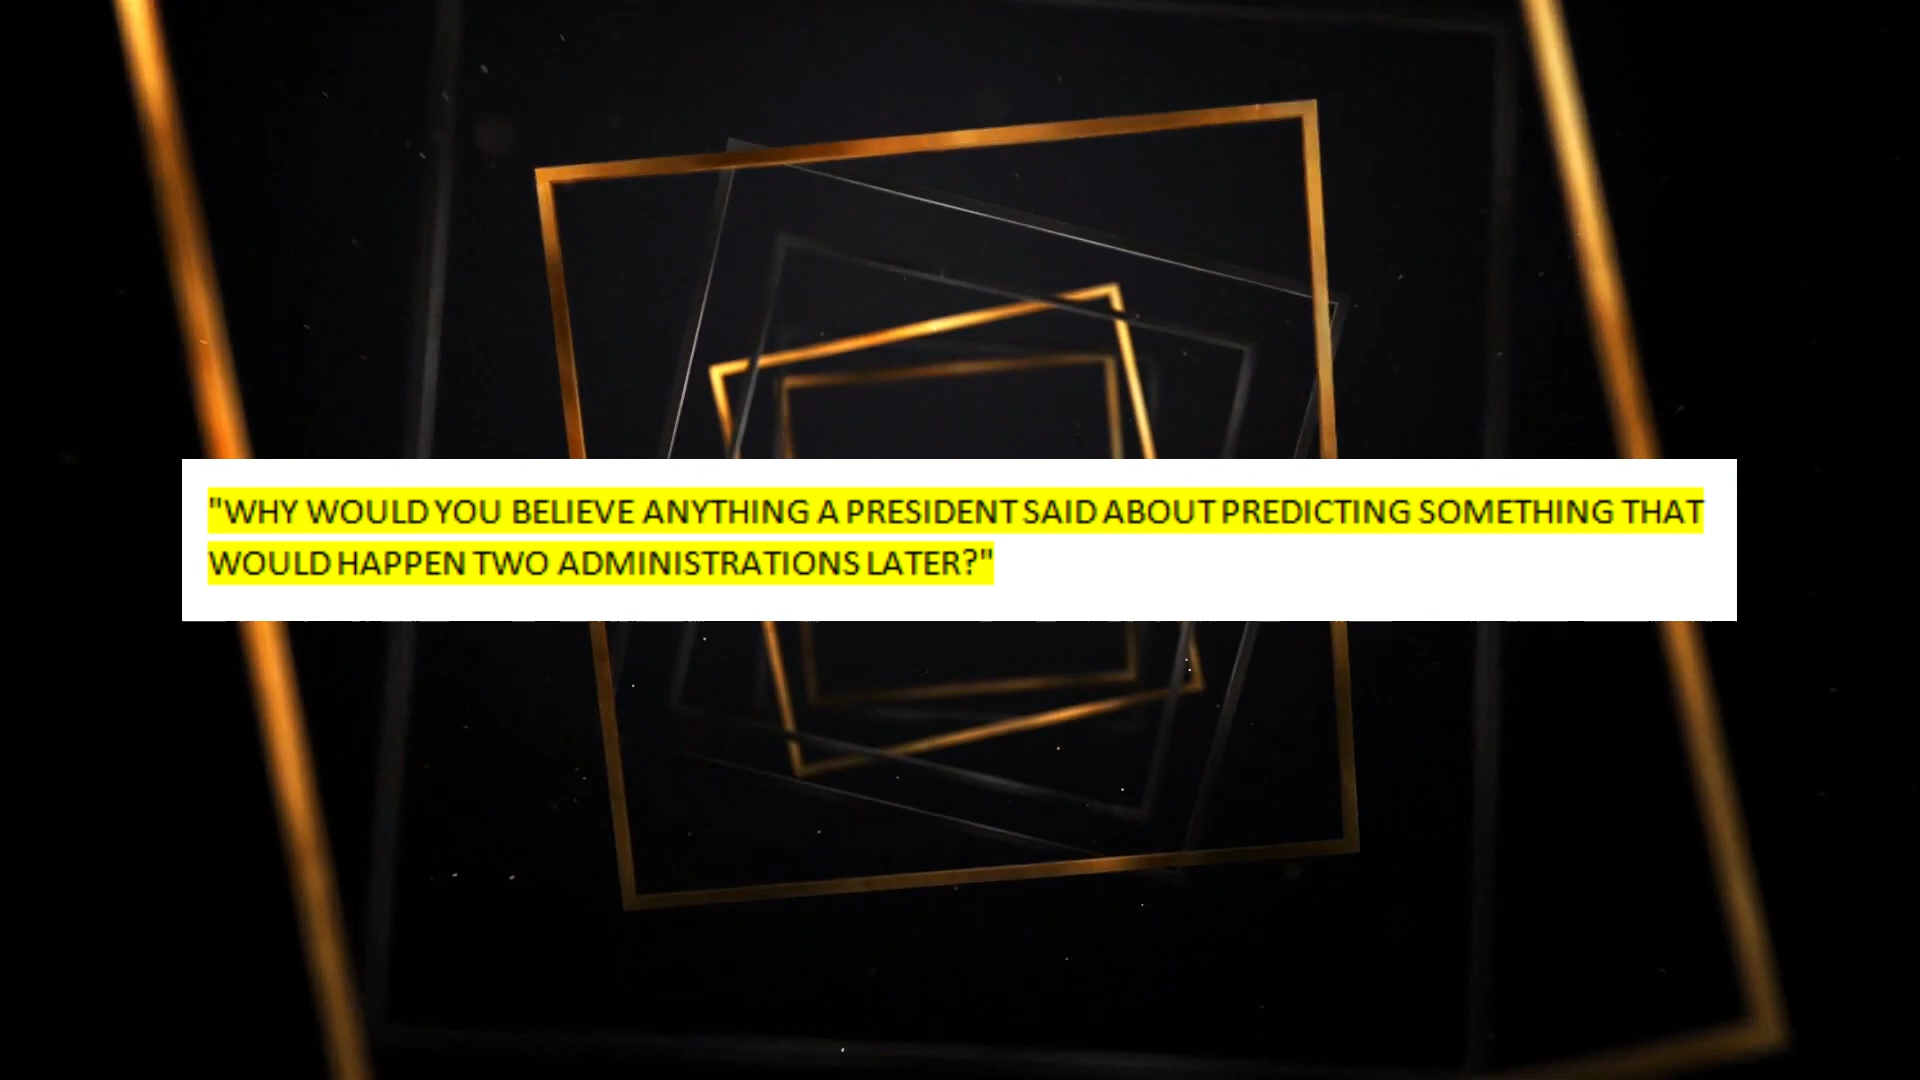 "WHY WOULD YOU BELIEVE ANYTHING A PRESIDENT SAID ABOUT PREDICTING SOMETHING THAT
WOULD HAPPEN TWO ADMINISTRATIONS LATER?"